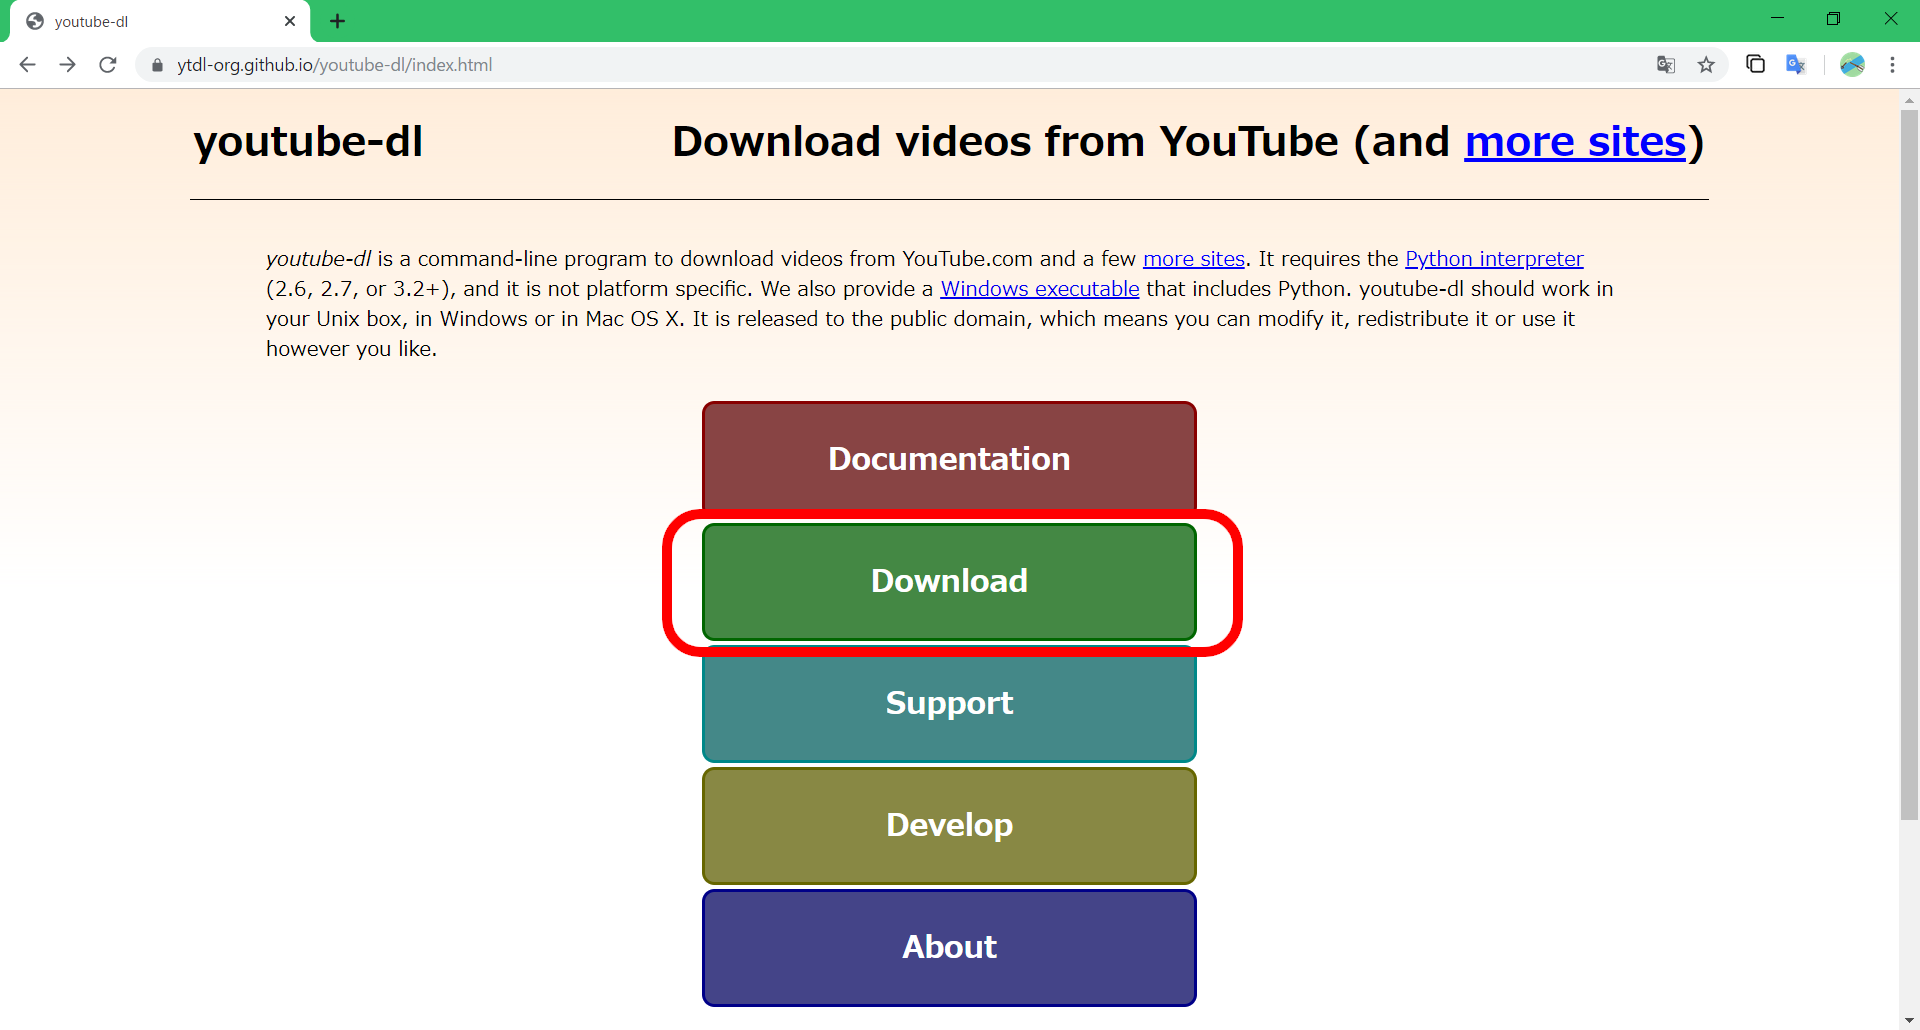 youtube-dl
ytdl-org.github.io/youtube-dl/index.html
youtube-dl
Download videos from YouTube (and more sites)
youtube-dl is a command-line program to download videos from YouTube.com and a few more sites. It requires the Python interpreter
(2.6, 2.7, or 3.2+), and it is not platform specific. We also provide a Windows executable that includes Python. youtube-dl should work in
your Unix box, in Windows or in Mac OS X. It is released to the public domain, which means you can modify it, redistribute it or use it
however you like.
Documentation
Download
Support
Develop
About